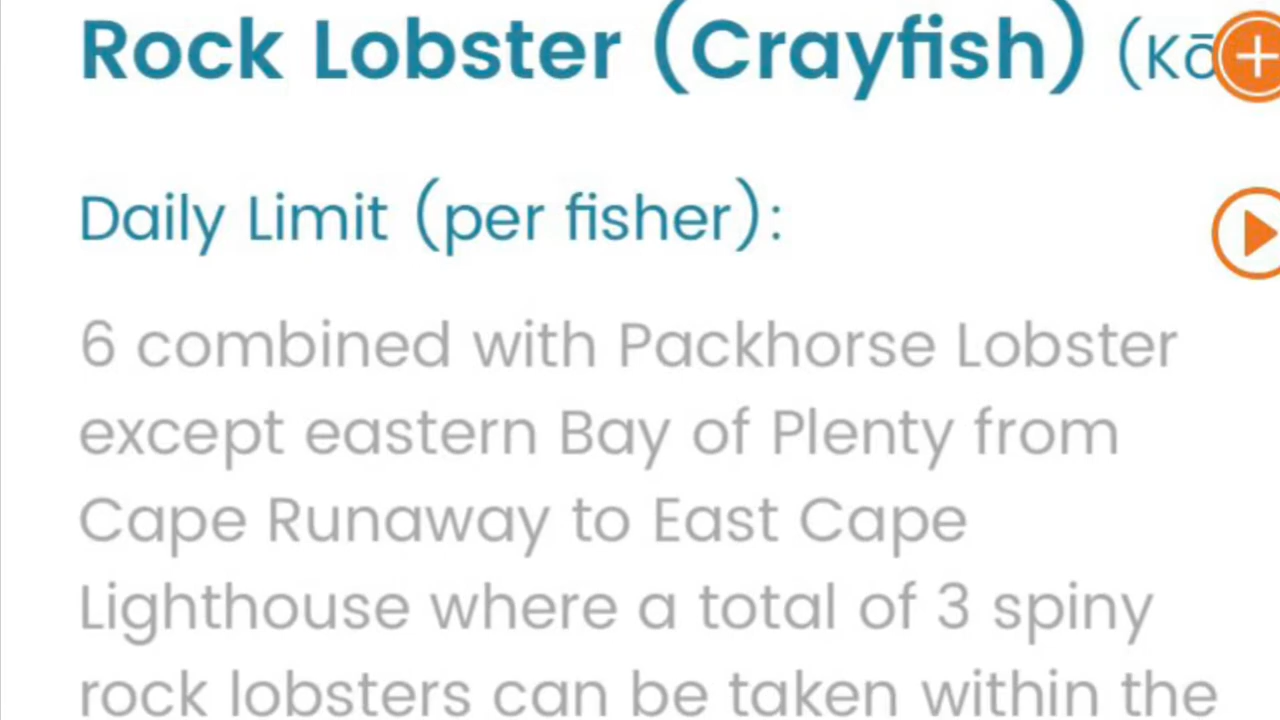 Rock Lobster (Crayfish) (Kō
Daily Limit (per fisher):
6 combined with Packhorse Lobster
except eastern Bay of Plenty from
Cape Runaway to East Cape
Lighthouse where a total of 3 spiny
rock lobsters can be taken within the